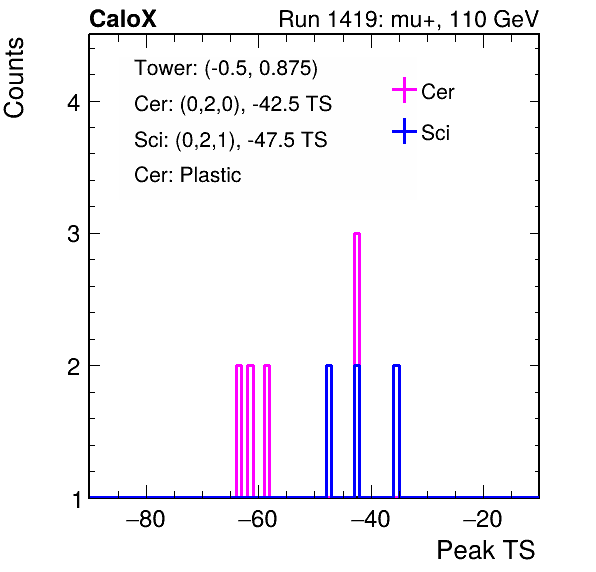 CaloX Run 1419: mu+, 110 GeV
Counts
Tower: (-0.5, 0.875)
Cer: (0,2,0), -42.5 TS
Sci: (0,2,1), -47.5 TS
Cer: Plastic
Cer
Sci
4
3
2
1
−80 −60 −40 −20
Peak TS